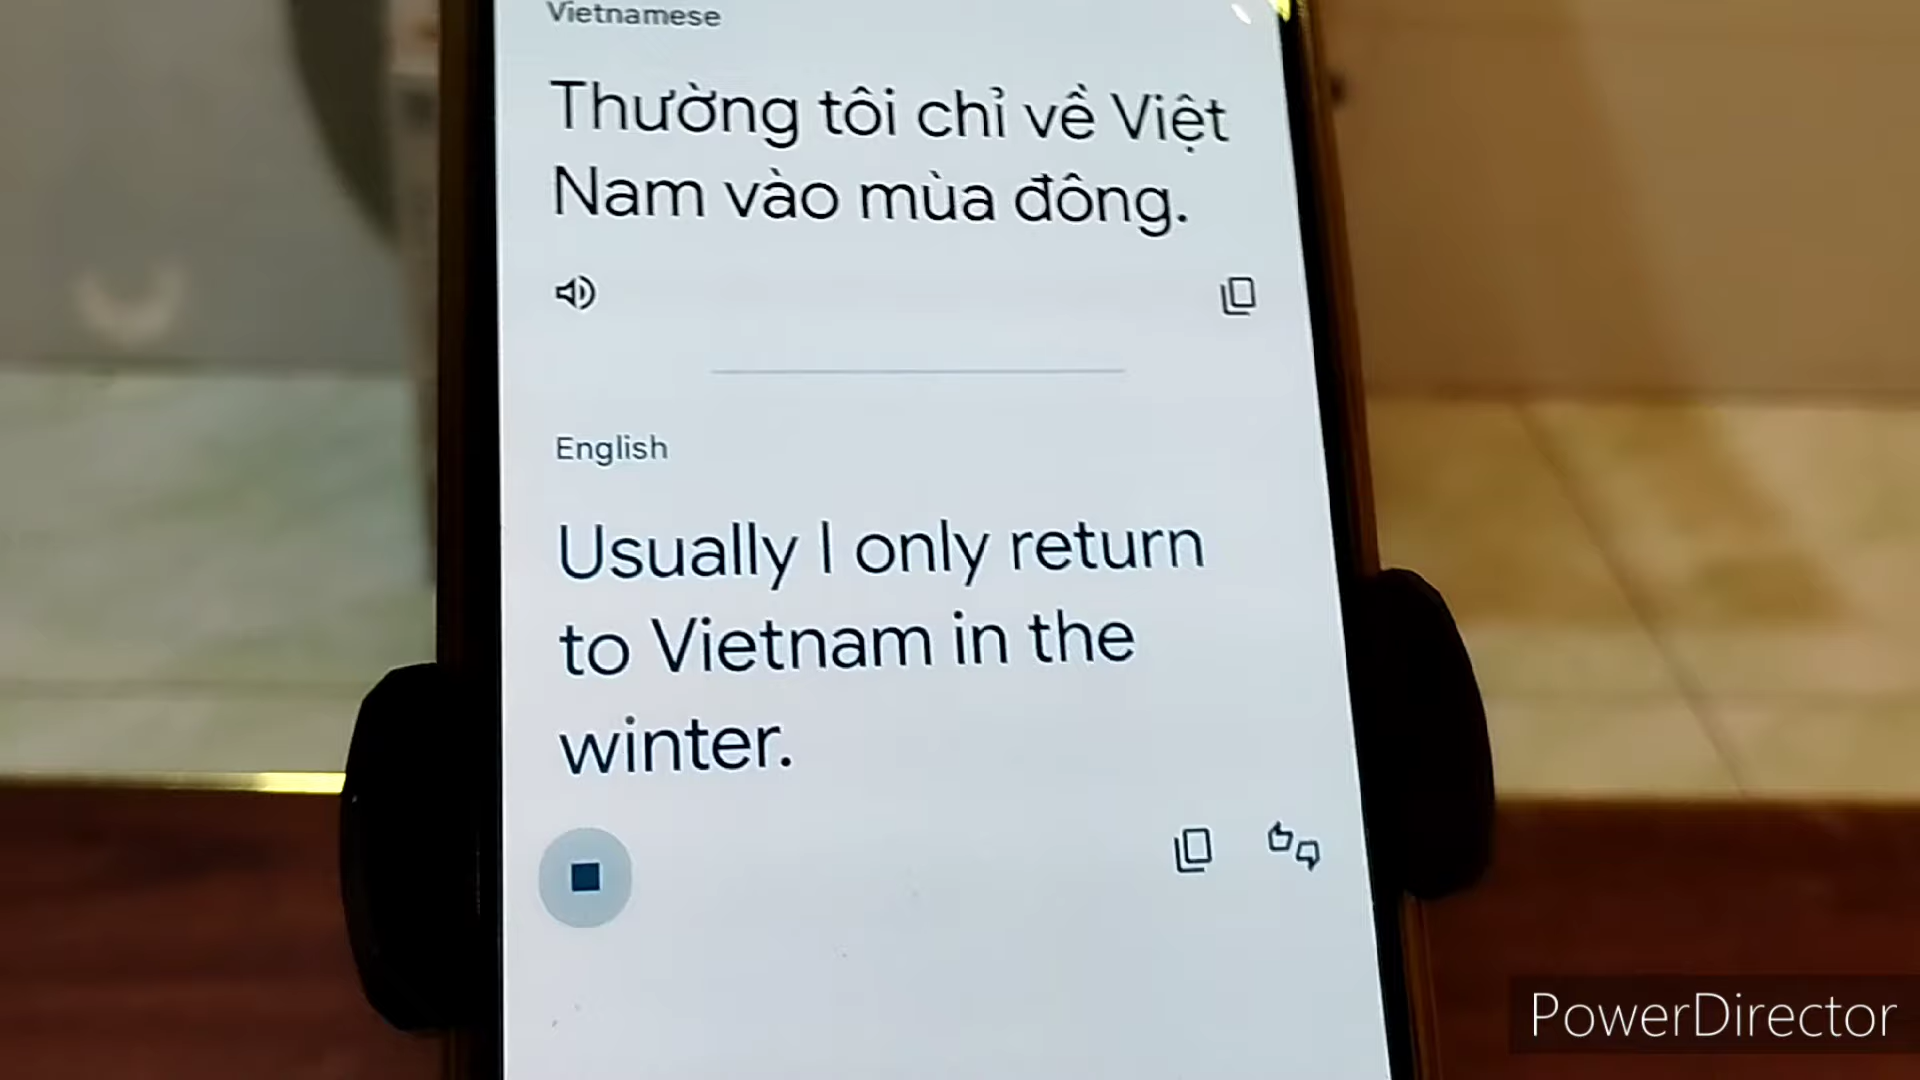 Vietnamese
Thường tôi chỉ về Việt
Nam vào mùa đông.
English
Usually I only return
to Vietnam in the
winter.
PowerDirector